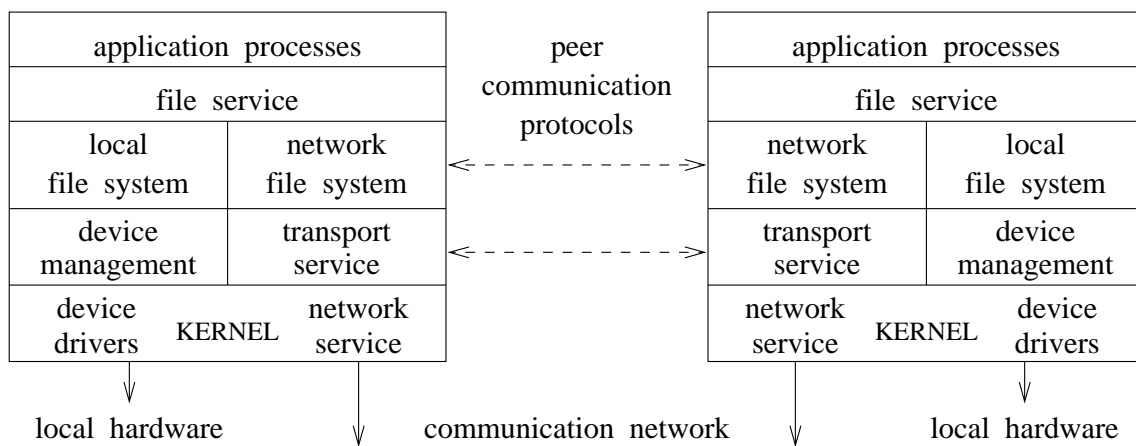 application processes
file service
local
file system
network
file system
device
management
transport
service
device
drivers
KERNEL
network
service
local hardware
peer
communication
protocols
communication network
application processes
file service
network
file system
local
file system
transport
service
device
management
network
service
KERNEL
device
drivers
local hardware